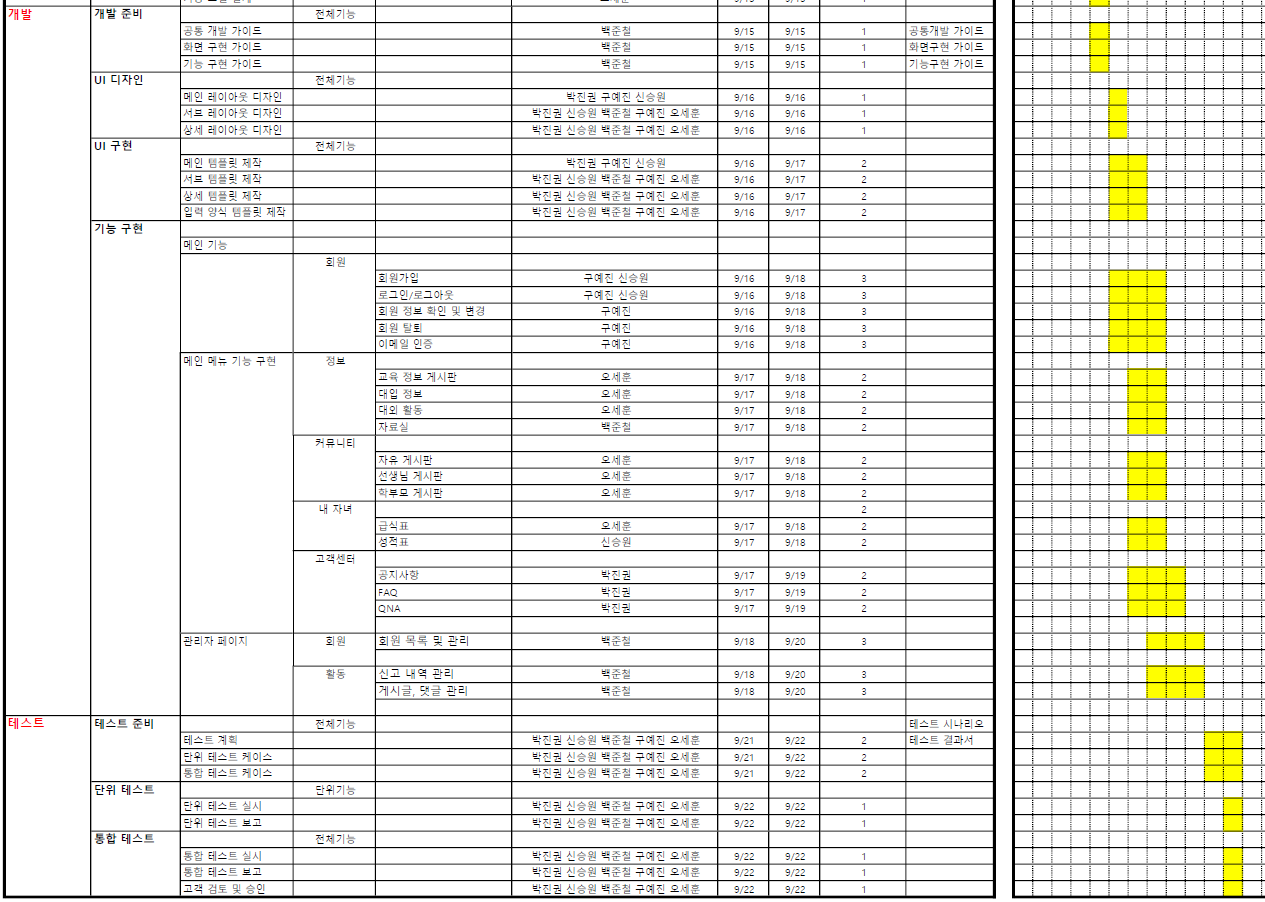 개발 개발 준비 전체기능
공통 개발 가이드 백준철 9/15 9/15 1 공통개발 가이드
화면 구현 가이드 백준철 9/15 9/15 1 화면구현 가이드
기능 구현 가이드 백준철 9/15 9/15 1 기능구현 가이드
UI 디자인 전체기능
메인 레이아웃 디자인 박진권 구예진 신승원 9/16 9/16 1
서브 레이아웃 디자인 박진권 신승원 백준철 구예진 오세훈 9/16 9/16 1
상세 레이아웃 디자인 박진권 신승원 백준철 구예진 오세훈 9/16 9/16 1
UI 구현 전체기능
메인 템플릿 제작 박진권 구예진 신승원 9/16 9/17 2
서브 템플릿 제작 박진권 신승원 백준철 구예진 오세훈 9/16 9/17 2
상세 템플릿 제작 박진권 신승원 백준철 구예진 오세훈 9/16 9/17 2
입력 양식 템플릿 제작 박진권 신승원 백준철 구예진 오세훈 9/16 9/17 2
기능 구현
메인 기능
회원
회원가입 구예진 신승원 9/16 9/18 3
로그인/로그아웃 구예진 신승원 9/16 9/18 3
회원 정보 확인 및 변경 구예진 9/16 9/18 3
회원 탈퇴 구예진 9/16 9/18 3
이메일 인증 구예진 9/16 9/18 3
메인 메뉴 기능 구현 정보
교육 정보 게시판 오세훈 9/17 9/18 2
대입 정보 오세훈 9/17 9/18 2
대외 활동 오세훈 9/17 9/18 2
자료실 백준철 9/17 9/18 2
커뮤니티
자유 게시판 오세훈 9/17 9/18 2
선생님 게시판 오세훈 9/17 9/18 2
학부모 게시판 오세훈 9/17 9/18 2
내 자녀 2
급식표 오세훈 9/17 9/18 2
성적표 신승원 9/17 9/18 2
고객센터
공지사항 박진권 9/17 9/19 2
FAQ 박진권 9/17 9/19 2
QNA 박진권 9/17 9/19 2
관리자 페이지 회원 회원 목록 및 관리 백준철 9/18 9/20 3
활동 신고 내역 관리 백준철 9/18 9/20 3
게시글, 댓글 관리 백준철 9/18 9/20 3
테스트 테스트 준비 전체기능 테스트 시나리오
테스트 계획 박진권 신승원 백준철 구예진 오세훈 9/21 9/22 2 테스트 결과서
단위 테스트 케이스 박진권 신승원 백준철 구예진 오세훈 9/21 9/22 2
통합 테스트 케이스 박진권 신승원 백준철 구예진 오세훈 9/21 9/22 2
단위 테스트 단위기능
단위 테스트 실시 박진권 신승원 백준철 구예진 오세훈 9/22 9/22 1
단위 테스트 보고 박진권 신승원 백준철 구예진 오세훈 9/22 9/22 1
통합 테스트 전체기능
통합 테스트 실시 박진권 신승원 백준철 구예진 오세훈 9/22 9/22 1
통합 테스트 보고 박진권 신승원 백준철 구예진 오세훈 9/22 9/22 1
고객 검토 및 승인 박진권 신승원 백준철 구예진 오세훈 9/22 9/22 1